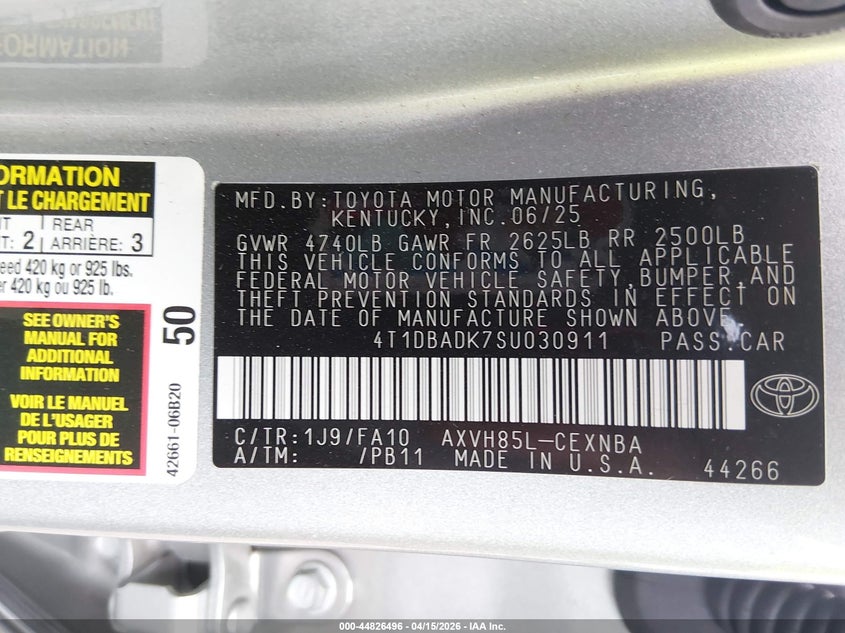 ORMATION
LE CHARGEMENT
REAR
: 2 ARRIÈRE: 3
eed 420 kg or 925 lbs.
er 420 kg ou 925 lb.
SEE OWNER'S
MANUAL FOR
ADDITIONAL
INFORMATION
VOIR LE MANUEL
DE L'USAGER
POUR PLUS DE
RENSEIGNEMENTS
50
42661-06B20
MFD.BY:TOYOTA MOTOR MANUFACTURING,
KENTUCKY,INC.06/25
GVWR 4740LB GAWR FR 2625LB RR 2500LB
THIS VEHICLE CONFORMS TO ALL APPLICABLE
FEDERAL MOTOR VEHICLE SAFETY,BUMPER,AND
THEFT PREVENTION STANDARDS IN EFFECT ON
THE DATE OF MANUFACTURE SHOWN ABOVE.
4T1DBADK7SU030911 PASS.CAR
C/TR:1J9/FA10 AXVH85L-CEXNBA
A/TM: /PB11 MADE IN U.S.A. 44266
000-44826496 - 04/15/2026 - IAA Inc.